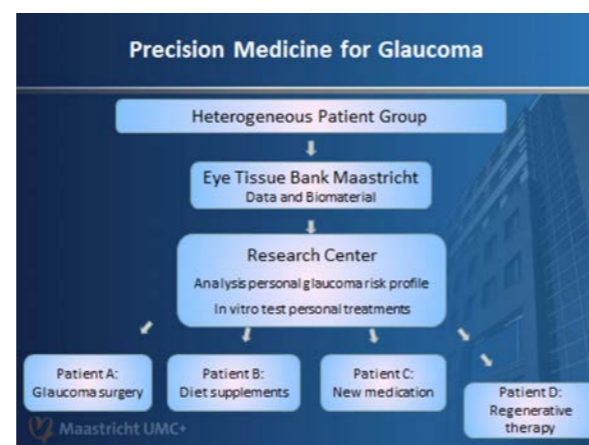 Precision Medicine for Glaucoma
Heterogeneous Patient Group
Eye Tissue Bank Maastricht
Data and Biomaterial
Research Center
Analysis personal glaucoma risk profile
In vitro test personal treatments
Patient A:
Glaucoma surgery
Patient B:
Diet supplements
Patient C:
New medication
Patient D:
Regenerative
therapy
Maastricht UMC+